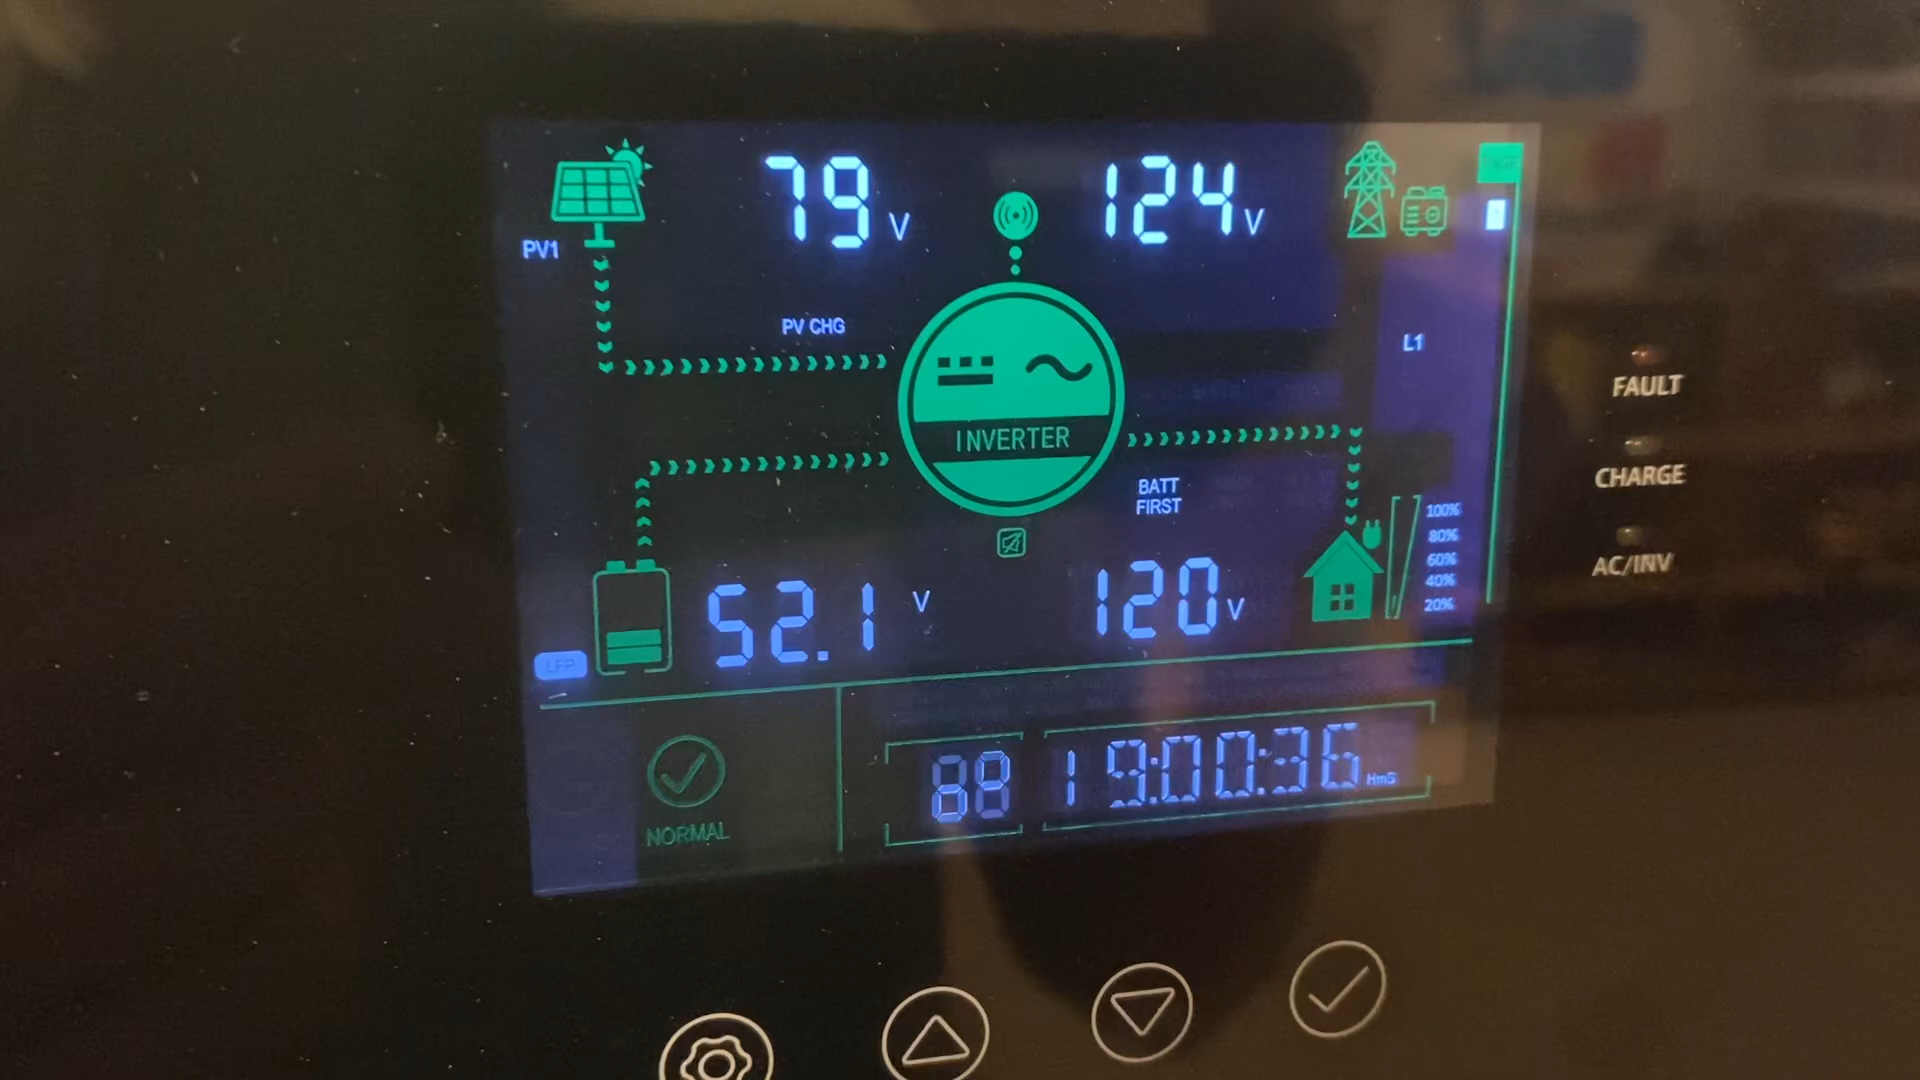 79 V
124 V
PV1
PV CHG
L1
INVERTER
BATT
FIRST
52.1 V
120 V
100%
80%
60%
40%
20%
LFP
NORMAL
88
19:00:36 HmS
FAULT
CHARGE
AC/INV